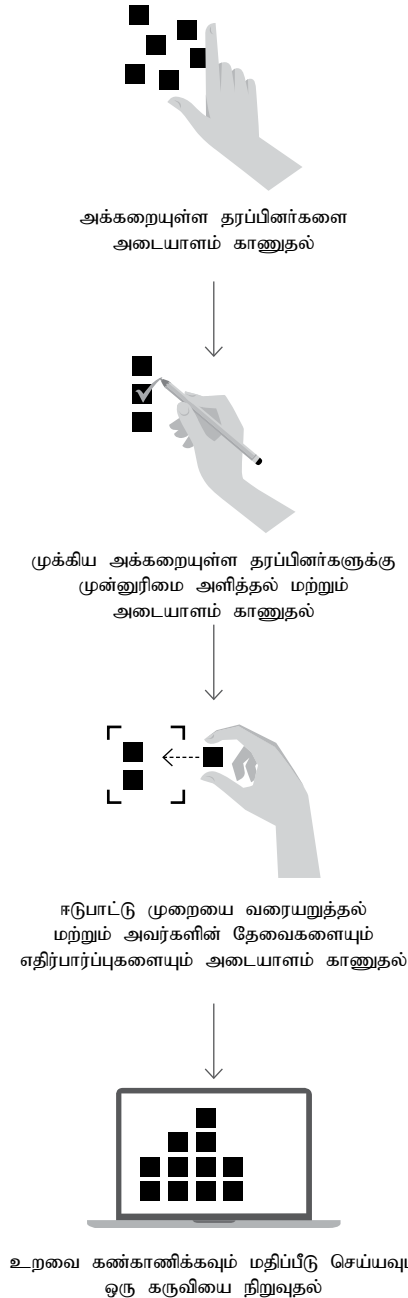 அக்கறையுள்ள தரப்பினர்களை
அடையாளம் காணுதல்
முக்கிய அக்கறையுள்ள தரப்பினர்களுக்கு
முன்னுரிமை அளித்தல் மற்றும்
அடையாளம் காணுதல்
ஈடுபாட்டு முறையை வரையறுத்தல்
மற்றும் அவர்களின் தேவைகளையும்
எதிர்பார்ப்புகளையும் அடையாளம் காணுதல்
உறவை கண்காணிக்கவும் மதிப்பீடு
ஒரு கருவியை நிறுவுதல்